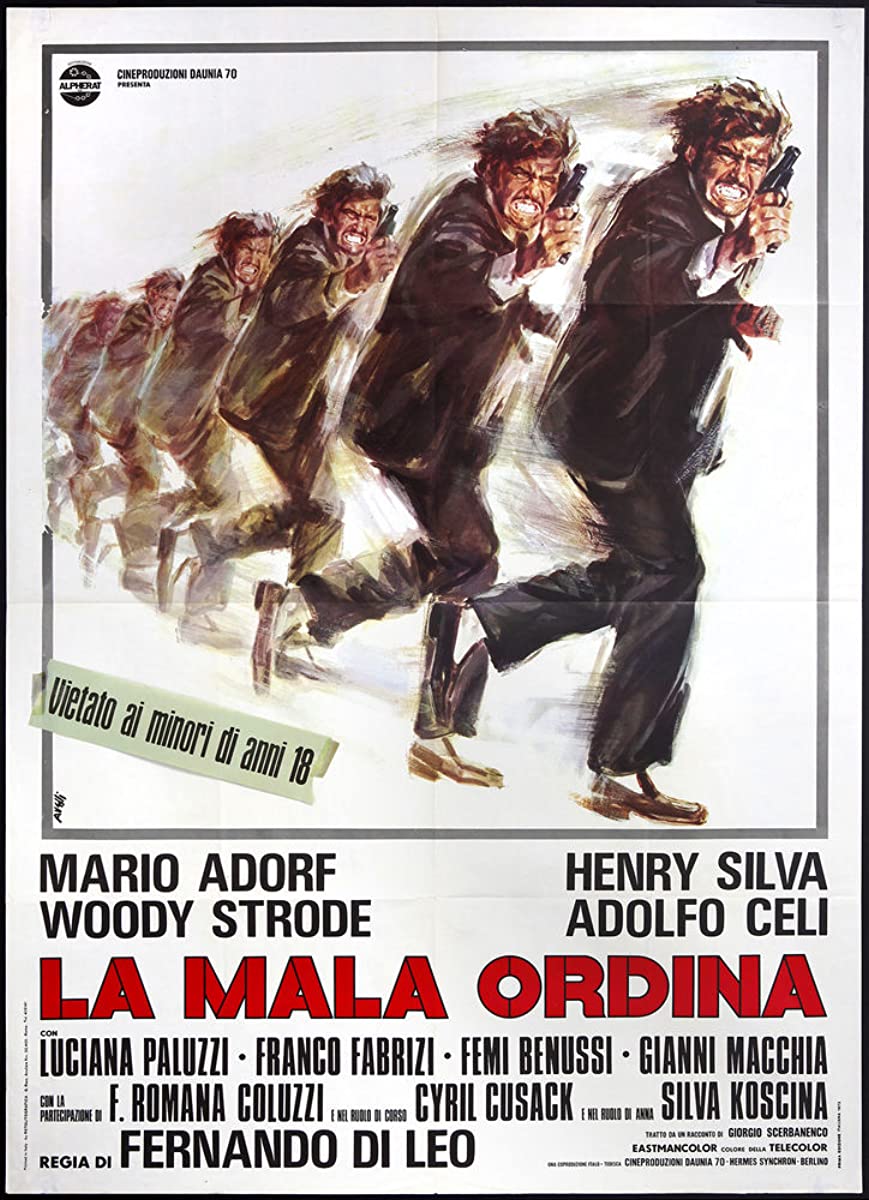 ALPHERAT
CINEPRODUZIONI DAUNIA 70
PRESENTA
Vietato ai minori di anni 18
MARIO ADORF
HENRY SILVA
WOODY STRODE
ADOLFO CELI
LA MALA ORDINA
CON
LUCIANA PALUZZI · FRANCO FABRIZI · FEMI BENUSSI · GIANNI MACCHIA
CON LA PARTECIPAZIONE DI F. ROMANA COLUZZI E NEL RUOLO DI CORSO CYRIL CUSACK E NEL RUOLO DI ANNA SILVA KOSCINA
TRATTO DA UN RACCONTO DI GIORGIO SCERBANENCO
REGIA DI FERNANDO DI LEO
EASTMANCOLOR COLORE DELLA TELECOLOR
UNA COPRODUZIONE ITALO - TEDESCA CINEPRODUZIONI DAUNIA 70 - HERMES SYNCHRON - BERLINO